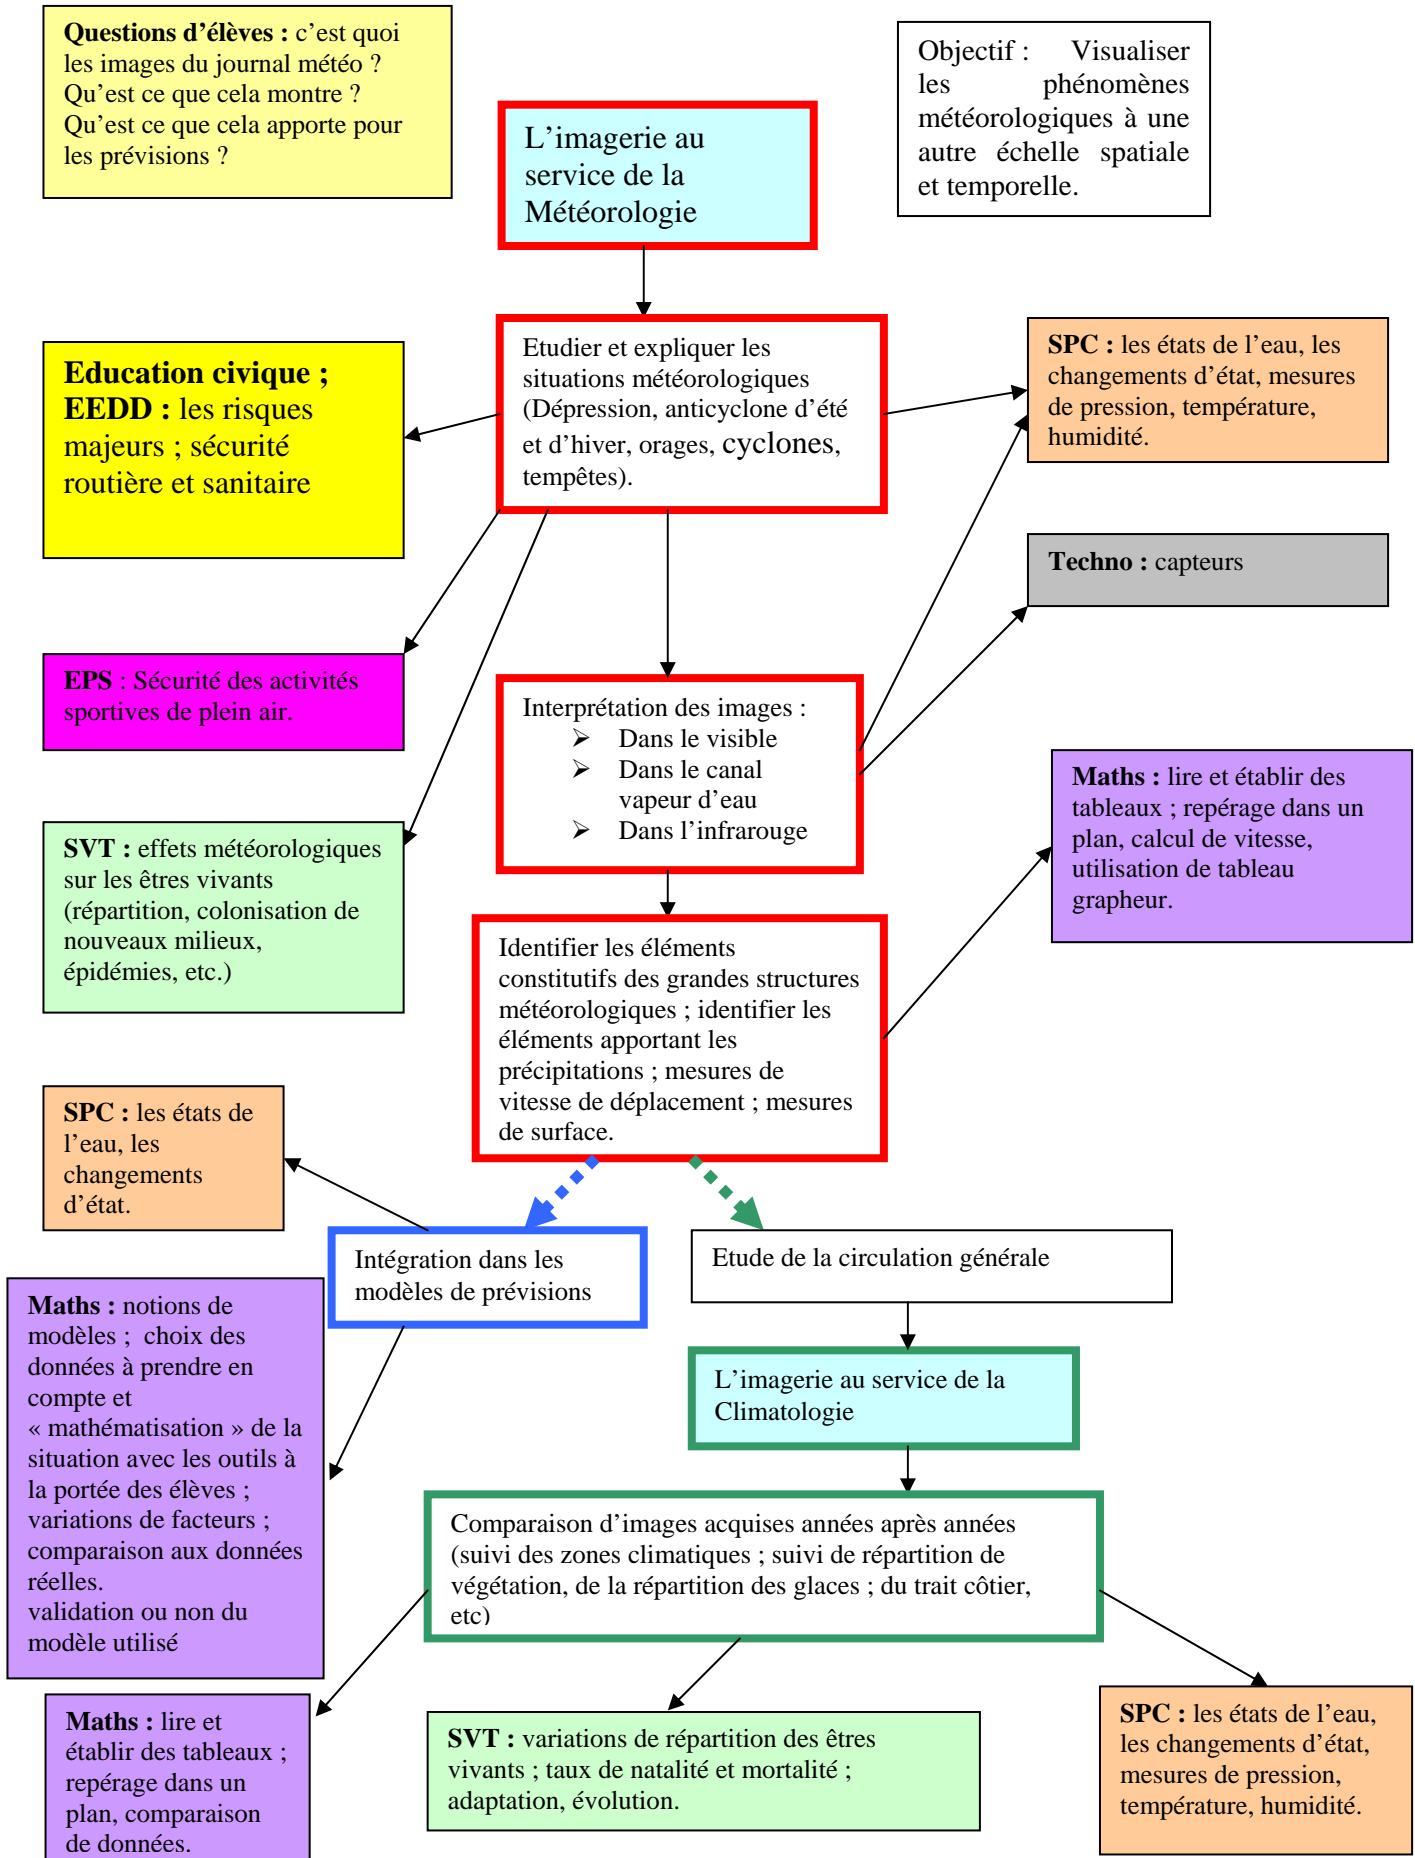 Questions d’élèves : c’est quoi
les images du journal météo ?
Qu’est ce que cela montre ?
Qu’est ce que cela apporte pour
les prévisions ?
Objectif : Visualiser
les phénomènes
météorologiques à une
autre échelle spatiale
et temporelle.
L’imagerie au
service de la
Météorologie
Etudier et expliquer les
situations météorologiques
(Dépression, anticyclone d’été
et d’hiver, orages, cyclones,
tempêtes).
SPC : les états de l’eau, les
changements d’état, mesures
de pression, température,
humidité.
Education civique ;
EEDD : les risques
majeurs ; sécurité
routière et sanitaire
Techno : capteurs
EPS : Sécurité des activités
sportives de plein air.
Interprétation des images :
➢ Dans le visible
➢ Dans le canal
vapeur d’eau
➢ Dans l’infrarouge
Maths : lire et établir des
tableaux ; repérage dans un
plan, calcul de vitesse,
utilisation de tableau
grapheur.
SVT : effets météorologiques
sur les êtres vivants
(répartition, colonisation de
nouveaux milieux,
épidémies, etc.)
Identifier les éléments
constitutifs des grandes structures
météorologiques ; identifier les
éléments apportant les
précipitations ; mesures de
vitesse de déplacement ; mesures
de surface.
SPC : les états de
l’eau, les
changements
d’état.
Intégration dans les
modèles de prévisions
Etude de la circulation générale
Maths : notions de
modèles ; choix des
données à prendre en
compte et
« mathématisation » de la
situation avec les outils à
la portée des élèves ;
variations de facteurs ;
comparaison aux données
réelles.
validation ou non du
modèle utilisé
L’imagerie au service de la
Climatologie
Comparaison d’images acquises années après années
(suivi des zones climatiques ; suivi de répartition de
végétation, de la répartition des glaces ; du trait côtier,
etc)
Maths : lire et
établir des tableaux ;
repérage dans un
plan, comparaison
de données.
SVT : variations de répartition des êtres
vivants ; taux de natalité et mortalité ;
adaptation, évolution.
SPC : les états de l’eau,
les changements d’état,
mesures de pression,
température, humidité.